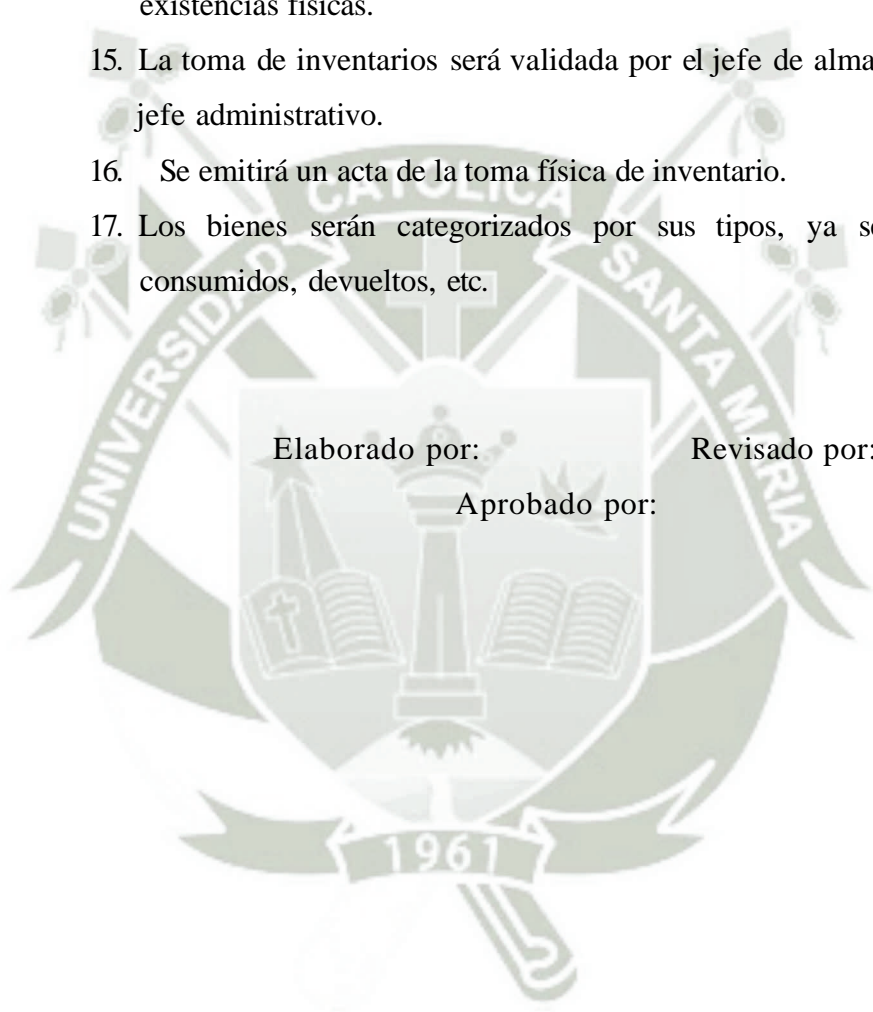 existencias físicas.
15. La toma de inventarios será validada por el jefe de alma
jefe administrativo.
16. Se emitirá un acta de la toma física de inventario.
17. Los bienes serán categorizados por sus tipos, ya se
consumidos, devueltos, etc.
Elaborado por: Revisado por:
Aprobado por:
UNIVERSIDAD CATOLICA SANTA MARIA
1961